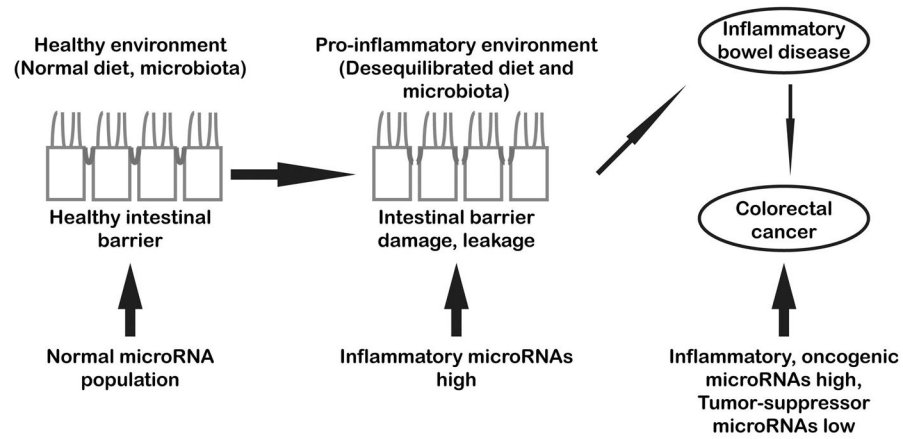 Healthy environment
(Normal diet, microbiota)
Healthy intestinal
barrier
Normal microRNA
population
Pro-inflammatory environment
(Desequilibrated diet and
microbiota)
Intestinal barrier
damage, leakage
Inflammatory microRNAs
high
Inflammatory
bowel disease
Colorectal
cancer
Inflammatory, oncogenic
microRNAs high,
Tumor-suppressor
microRNAs low